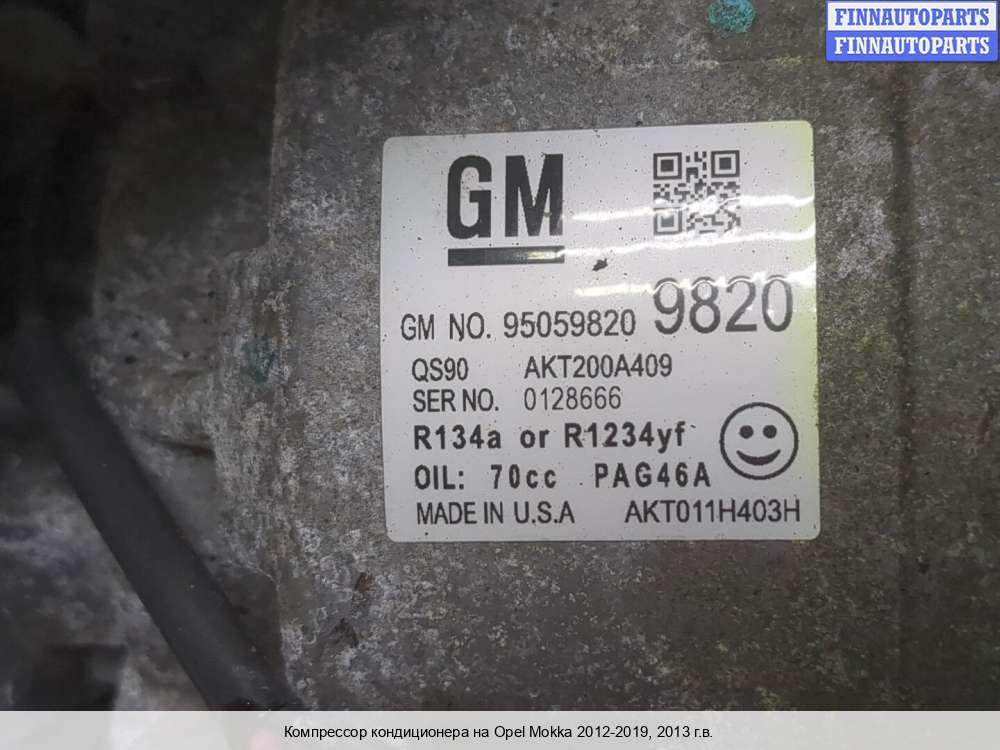 FINNAUTOPARTS
FINNAUTOPARTS
GM
GM NO. 95059820 9820
QS90 AKT200A409
SER NO. 0128666
R134a or R1234yf
OIL: 70cc PAG46A
MADE IN U.S.A AKT011H403H
Компрессор кондиционера на Opel Mokka 2012-2019, 2013 г.в.